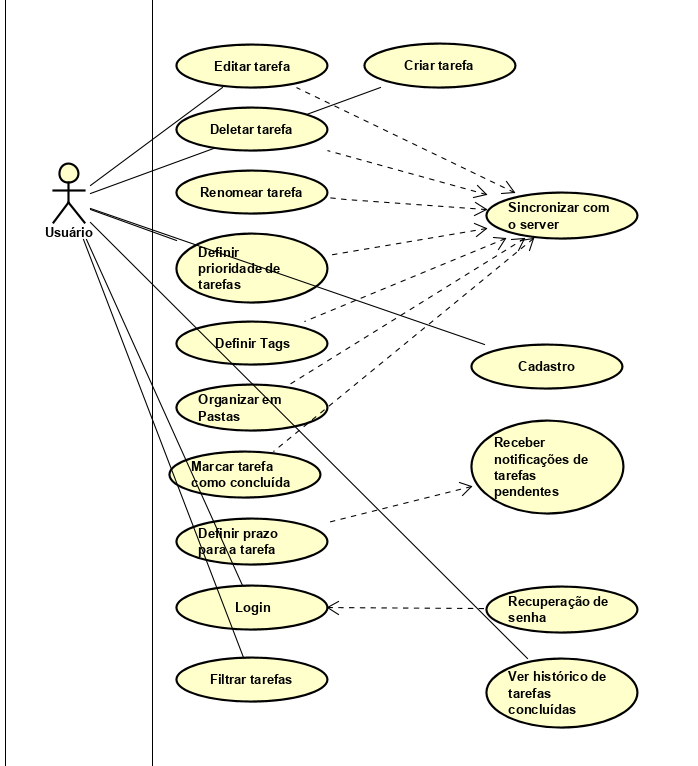 Editar tarefa
Criar tarefa
Deletar tarefa
Renomear tarefa
Sincronizar com
o server
Usuário
Definir
prioridade de
tarefas
Definir Tags
Cadastro
Organizar em
Pastas
Receber
notificações de
tarefas
pendentes
Marcar tarefa
como concluída
Definir prazo
para a tarefa
Login
Recuperação de
senha
Filtrar tarefas
Ver histórico de
tarefas
concluídas